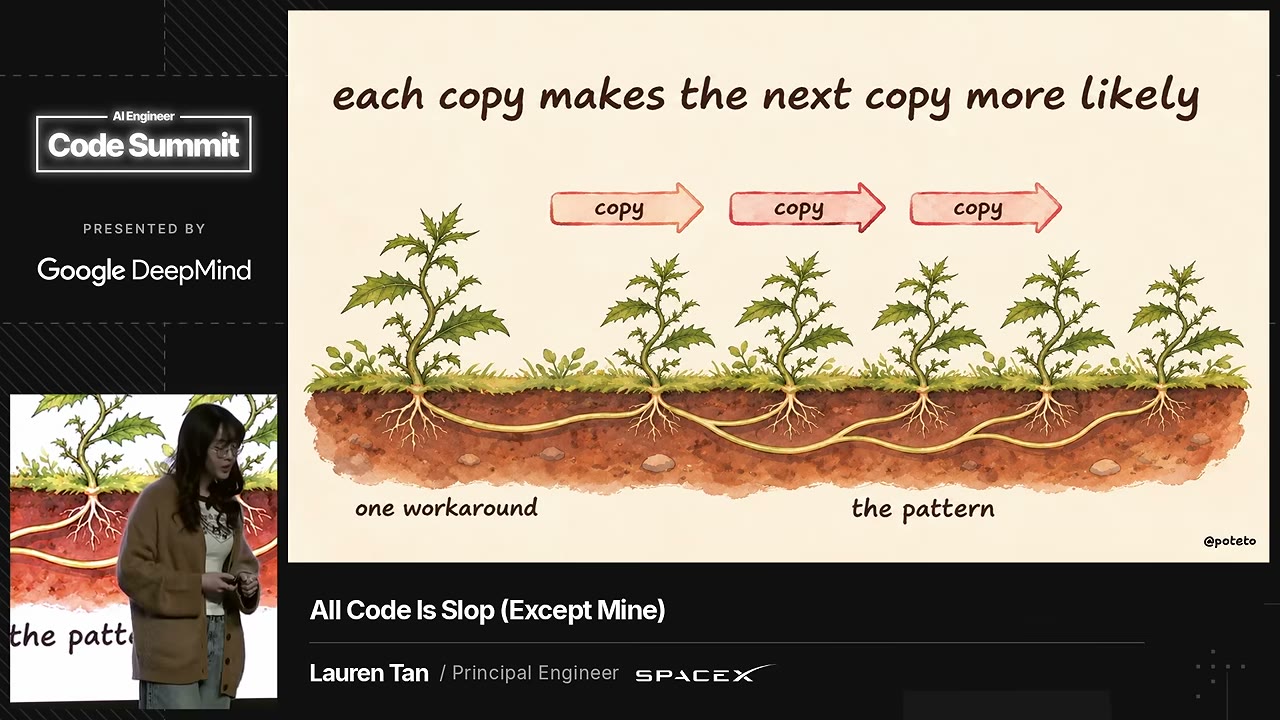 AI Engineer
Code Summit
PRESENTED BY
Google DeepMind
each copy makes the next copy more likely
copy
copy
copy
one workaround
the pattern
@poteto
the patte
All Code Is Slop (Except Mine)
Lauren Tan / Principal Engineer SPACEX